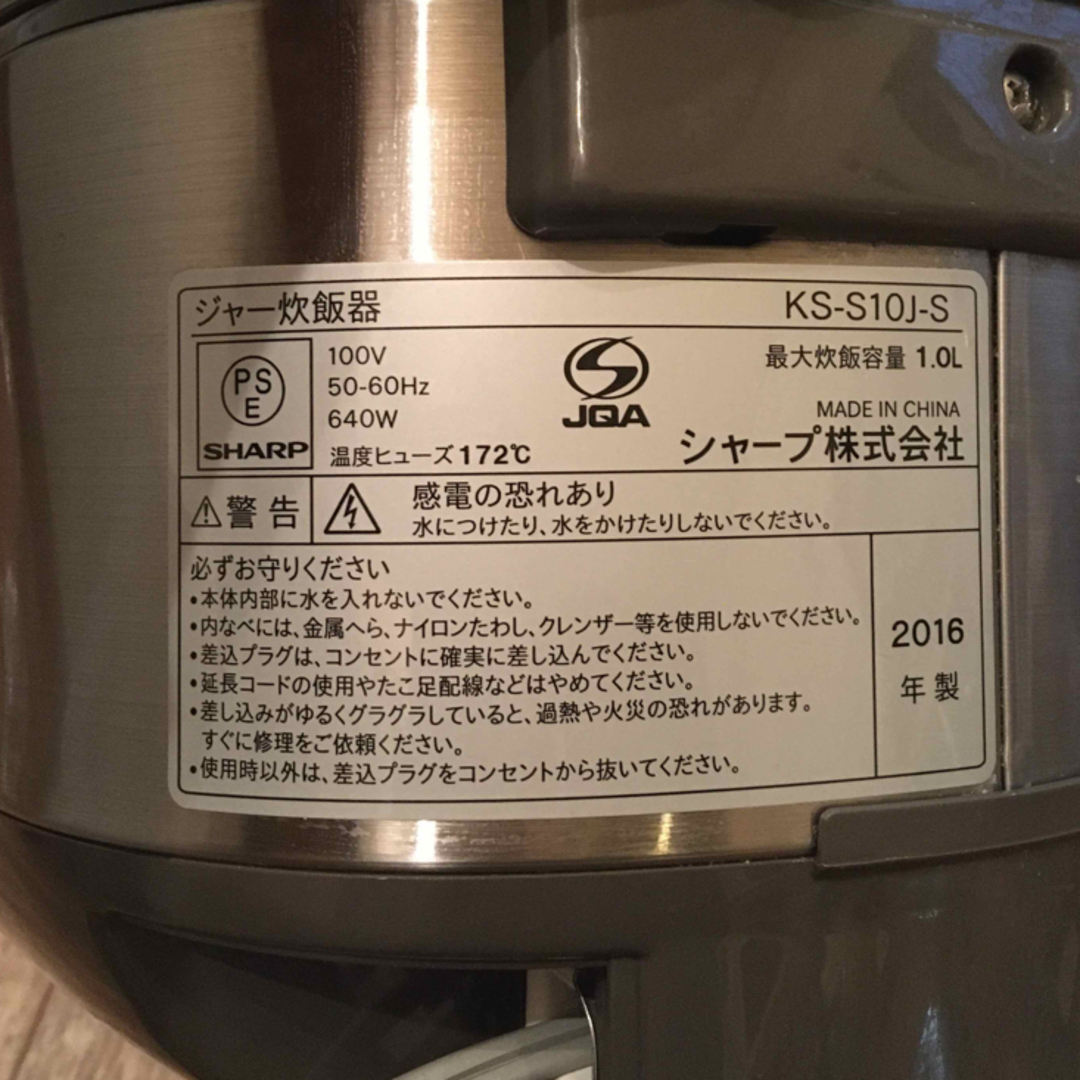 ジャー炊飯器 KS-S10J-S
PS
E
SHARP
100V
50-60Hz
640W
温度ヒューズ172℃
JQA
最大炊飯容量 1.0L
MADE IN CHINA
シャープ株式会社
⚠警告
感電の恐れあり
水につけたり、水をかけたりしないでください。
必ずお守りください
•本体内部に水を入れないでください。
•内なべには、金属へら、ナイロンたわし、クレンザー等を使用しないでください。
•差込プラグは、コンセントに確実に差し込んでください。
•延長コードの使用やたこ足配線などはやめてください。
•差し込みがゆるくグラグラしていると、過熱や火災の恐れがあります。
すぐに修理をご依頼ください。
•使用時以外は、差込プラグをコンセントから抜いてください。
2016
年製